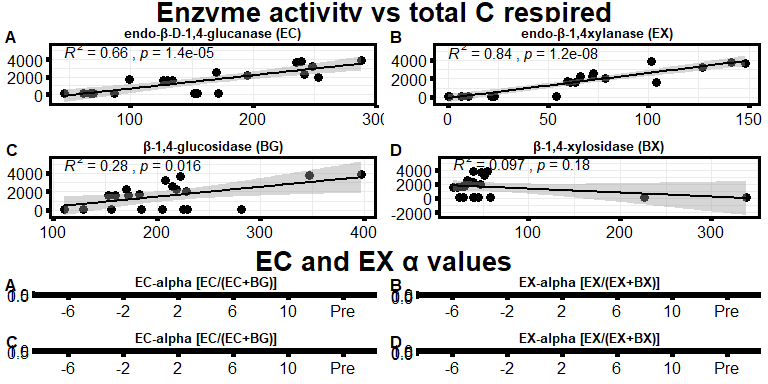 Enzyme activity vs total C respired
A endo-β-D-1,4-glucanase (EC)
R² = 0.66 , p = 1.4e-05
4000
2000
0
100 200 300
B endo-β-1,4xylanase (EX)
R² = 0.84 , p = 1.2e-08
4000
2000
0
0 50 100 150
C β-1,4-glucosidase (BG)
R² = 0.28 , p = 0.016
4000
2000
0
100 200 300 400
D β-1,4-xylosidase (BX)
R² = 0.097 , p = 0.18
4000
2000
0
-2000
100 200 300
EC and EX α values
A EC-alpha [EC/(EC+BG)]
-6 -2 2 6 10 Pre
B EX-alpha [EX/(EX+BX)]
-6 -2 2 6 10 Pre
C EC-alpha [EC/(EC+BG)]
-6 -2 2 6 10 Pre
D EX-alpha [EX/(EX+BX)]
-6 -2 2 6 10 Pre